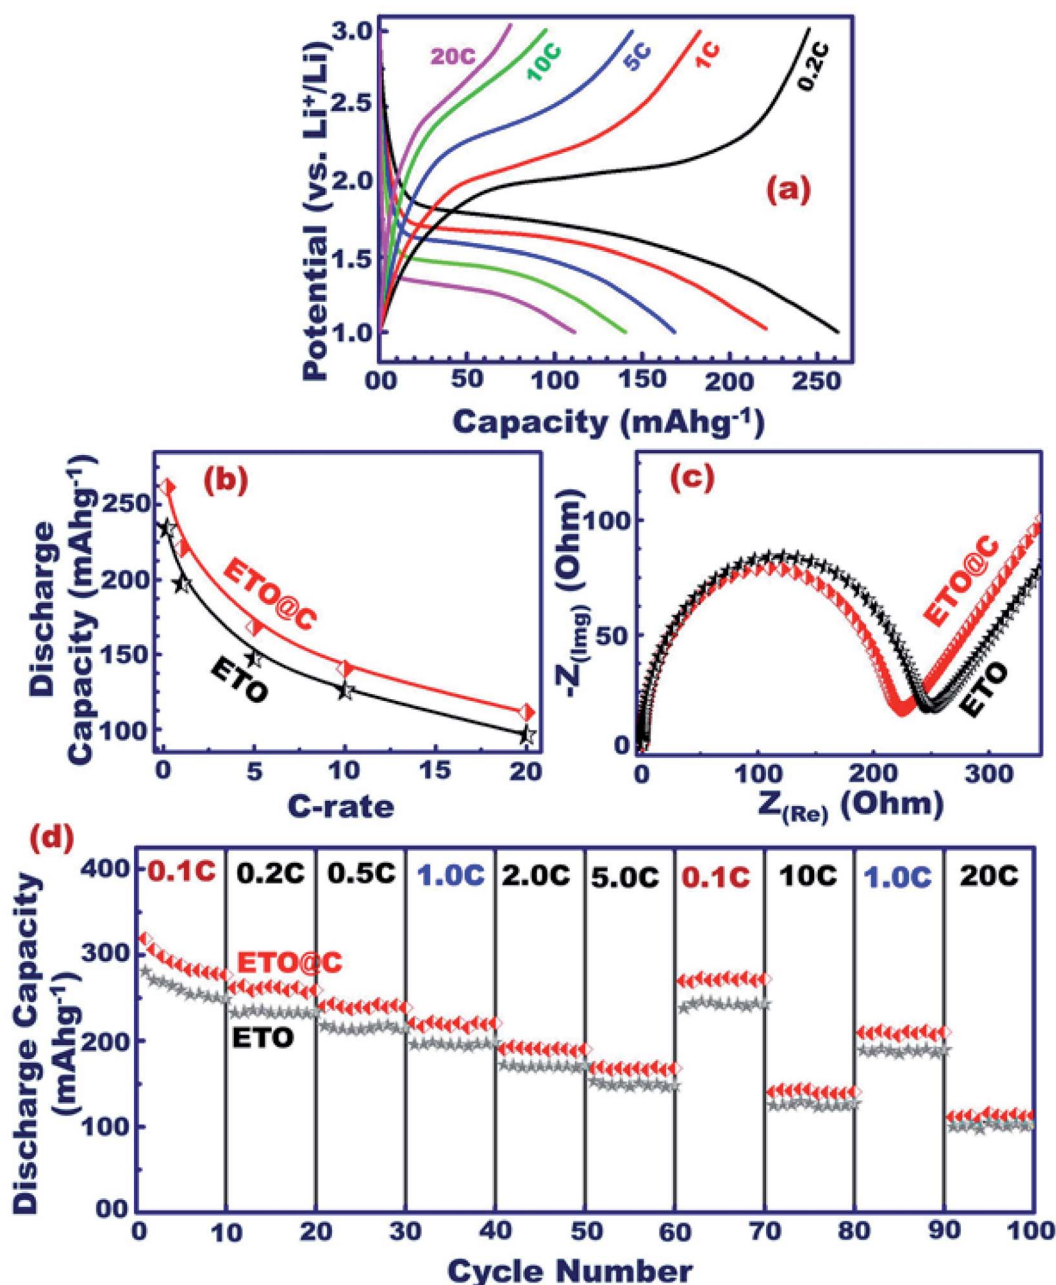 3.0
2.5
2.0
1.5
1.0
Potential (vs. Li⁺/Li)
20C
10C
5C
1C
0.2C
(a)
00 50 100 150 200 250
Capacity (mAhg⁻¹)
(b)
250
200
150
100
Discharge
Capacity (mAhg⁻¹)
ETO@C
ETO
0 5 10 15 20
C-rate
(c)
100
50
0
-Z(Img) (Ohm)
ETO@C
ETO
0 100 200 300
Z(Re) (Ohm)
(d)
400
300
200
100
00
Discharge Capacity
(mAhg⁻¹)
0.1C 0.2C 0.5C 1.0C 2.0C 5.0C 0.1C 10C 1.0C 20C
ETO@C
ETO
0 10 20 30 40 50 60 70 80 90 100
Cycle Number